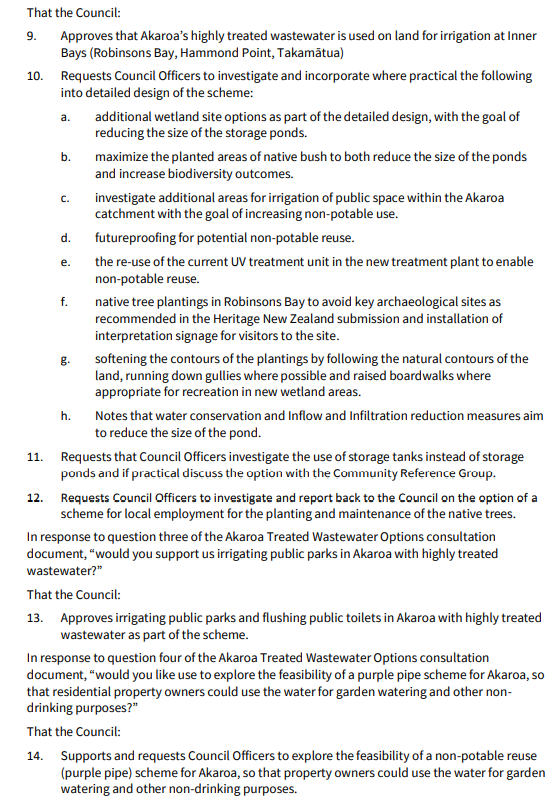 That the Council:
9. Approves that Akaroa's highly treated wastewater is used on land for irrigation at Inner
Bays (Robinsons Bay, Hammond Point, Takamātua)
10. Requests Council Officers to investigate and incorporate where practical the following
into detailed design of the scheme:
a. additional wetland site options as part of the detailed design, with the goal of
reducing the size of the storage ponds.
b. maximize the planted areas of native bush to both reduce the size of the ponds
and increase biodiversity outcomes.
c. investigate additional areas for irrigation of public space within the Akaroa
catchment with the goal of increasing non-potable use.
d. futureproofing for potential non-potable reuse.
e. the re-use of the current UV treatment unit in the new treatment plant to enable
non-potable reuse.
f. native tree plantings in Robinsons Bay to avoid key archaeological sites as
recommended in the Heritage New Zealand submission and installation of
interpretation signage for visitors to the site.
g. softening the contours of the plantings by following the natural contours of the
land, running down gullies where possible and raised boardwalks where
appropriate for recreation in new wetland areas.
h. Notes that water conservation and Inflow and Infiltration reduction measures aim
to reduce the size of the pond.
11. Requests that Council Officers investigate the use of storage tanks instead of storage
ponds and if practical discuss the option with the Community Reference Group.
12. Requests Council Officers to investigate and report back to the Council on the option of a
scheme for local employment for the planting and maintenance of the native trees.
In response to question three of the Akaroa Treated Wastewater Options consultation
document, "would you support us irrigating public parks in Akaroa with highly treated
wastewater?"
That the Council:
13. Approves irrigating public parks and flushing public toilets in Akaroa with highly treated
wastewater as part of the scheme.
In response to question four of the Akaroa Treated Wastewater Options consultation
document, "would you like use to explore the feasibility of a purple pipe scheme for Akaroa, so
that residential property owners could use the water for garden watering and other non-
drinking purposes?"
That the Council:
14. Supports and requests Council Officers to explore the feasibility of a non-potable reuse
(purple pipe) scheme for Akaroa, so that property owners could use the water for garden
watering and other non-drinking purposes.